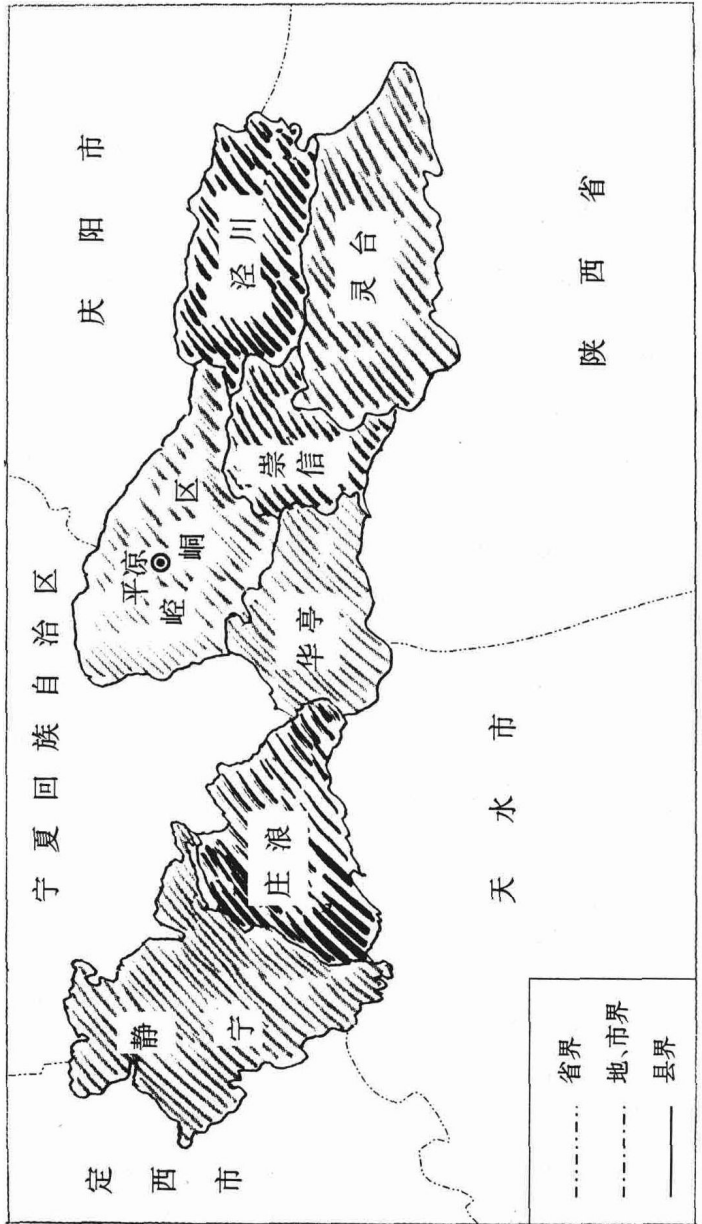 宁夏回族自治区
庆阳市
定西市
静宁
平凉
崆峒区
泾川
庄浪
华亭
崇信
灵台
天水市
陕西省
省界
地、市界
县界